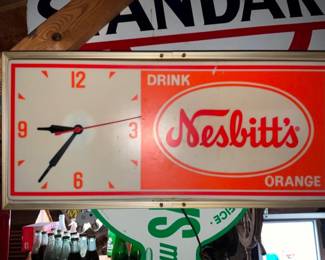 STANDAR
12
DRINK
9
3
Nesbitt's
6
ORANGE